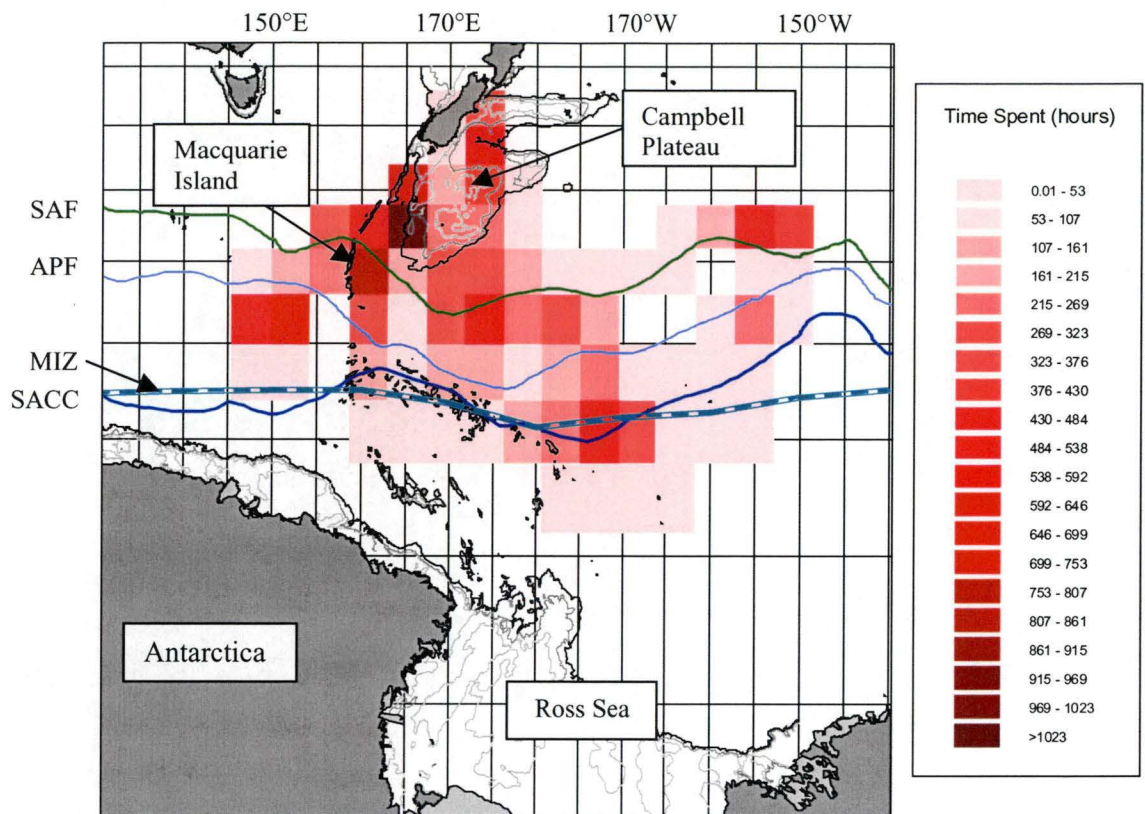 150°E
170°E
170°W
150°W
Macquarie
Island
Campbell
Plateau
SAF
APF
MIZ
SACC
Antarctica
Ross Sea
Time Spent (hours)
0.01 - 53
53 - 107
107 - 161
161 - 215
215 - 269
269 - 323
323 - 376
376 - 430
430 - 484
484 - 538
538 - 592
592 - 646
646 - 699
699 - 753
753 - 807
807 - 861
861 - 915
915 - 969
969 - 1023
>1023